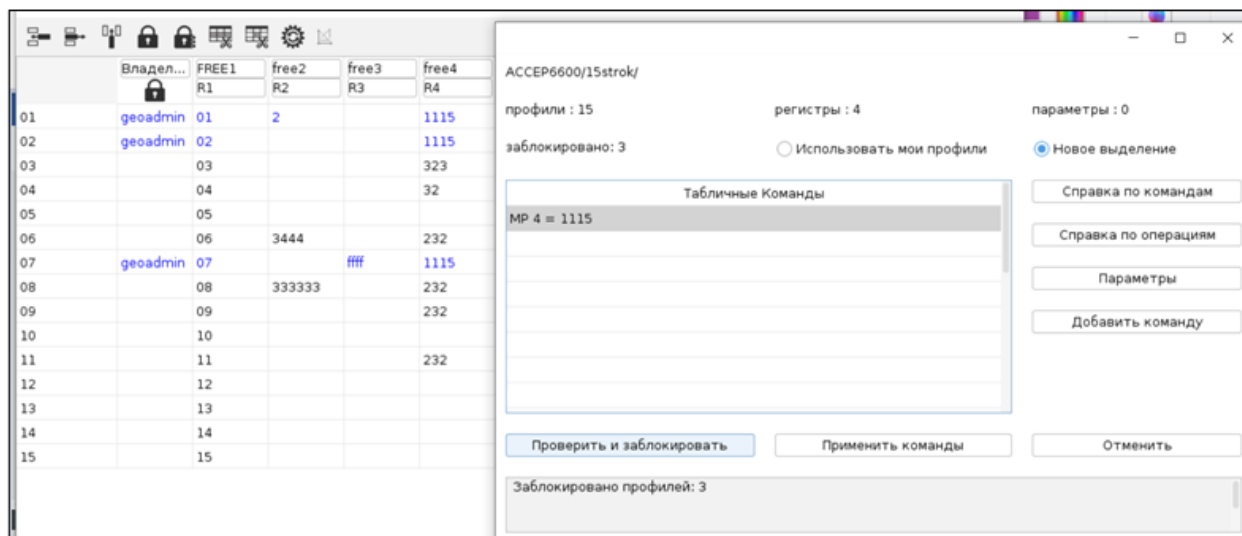 Владел... FREE1 free2 free3 free4
R1 R2 R3 R4
01 geoadmin 01 2 1115
02 geoadmin 02 1115
03 03 323
04 04 32
05 05
06 06 3444 232
07 geoadmin 07 ffff 1115
08 08 333333 232
09 09 232
10 10
11 11 232
12 12
13 13
14 14
15 15
ACCEP6600/15strok/
профили : 15 регистры : 4 параметры : 0
заблокировано: 3 Использовать мои профили Новое выделение
Табличные Команды
MP 4 = 1115
Справка по командам
Справка по операциям
Параметры
Добавить команду
Проверить и заблокировать Применить команды Отменить
Заблокировано профилей: 3